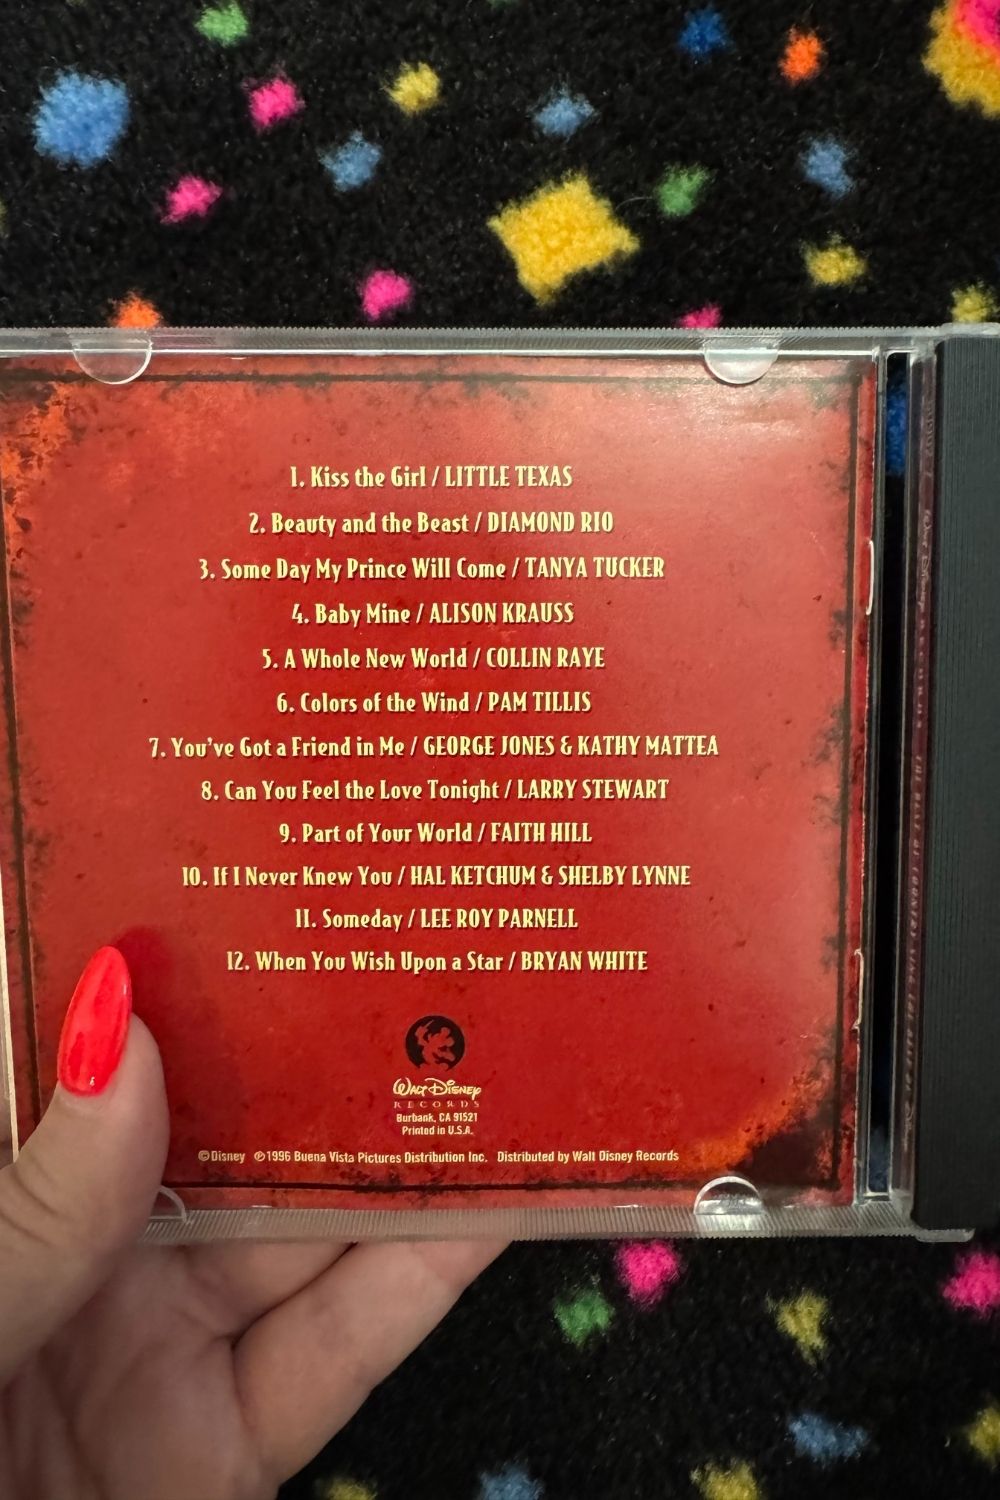 1. Kiss the Girl / LITTLE TEXAS
2. Beauty and the Beast / DIAMOND RIO
3. Some Day My Prince Will Come / TANYA TUCKER
4. Baby Mine / ALISON KRAUSS
5. A Whole New World / COLLIN RAYE
6. Colors of the Wind / PAM TILLIS
7. You've Got a Friend in Me / GEORGE JONES & KATHY MATTEA
8. Can You Feel the Love Tonight / LARRY STEWART
9. Part of Your World / FAITH HILL
10. If I Never Knew You / HAL KETCHUM & SHELBY LYNNE
11. Someday / LEE ROY PARNELL
12. When You Wish Upon a Star / BRYAN WHITE
WALT DISNEY
RECORDS
Burbank, CA 91521
Printed in U.S.A.
©Disney ℗1996 Buena Vista Pictures Distribution Inc. Distributed by Walt Disney Records